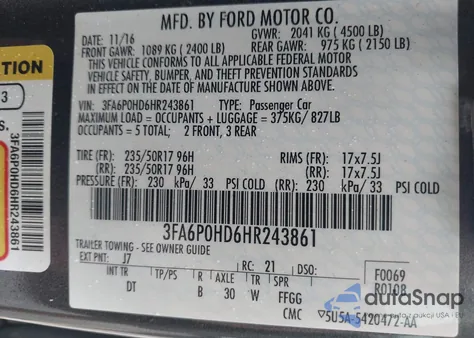 MFD. BY FORD MOTOR CO.
DATE: 11/16 GVWR: 2041 KG ( 4500 LB)
FRONT GAWR: 1089 KG ( 2400 LB) REAR GAWR: 975 KG ( 2150 LB)
THIS VEHICLE CONFORMS TO ALL APPLICABLE FEDERAL MOTOR
VEHICLE SAFETY, BUMPER, AND THEFT PREVENTION STANDARDS
IN EFFECT ON THE DATE OF MANUFACTURE SHOWN ABOVE.
VIN: 3FA6P0HD6HR243861 TYPE: Passenger Car
MAXIMUM LOAD = OCCUPANTS + LUGGAGE = 375KG/ 827LB
OCCUPANTS = 5 TOTAL; 2 FRONT, 3 REAR
TIRE (FR): 235/50R17 96H RIMS (FR): 17x7.5J
(RR): 235/50R17 96H (RR): 17x7.5J
PRESSURE (FR): 230 kPa/ 33 PSI COLD (RR): 230 kPa/ 33 PSI COLD
3FA6P0HD6HR243861
TRAILER TOWING - SEE OWNER GUIDE
EXT PNT: J7 RC: 21 DSO: F0069
R0108
INT TR TP/PS R AXLE TR SPR
DT B 30 W FFGG
CMC ▽5U5A-5420472-AA
TION
3
S.
3FA6P0HD6HR243861
autoSnap